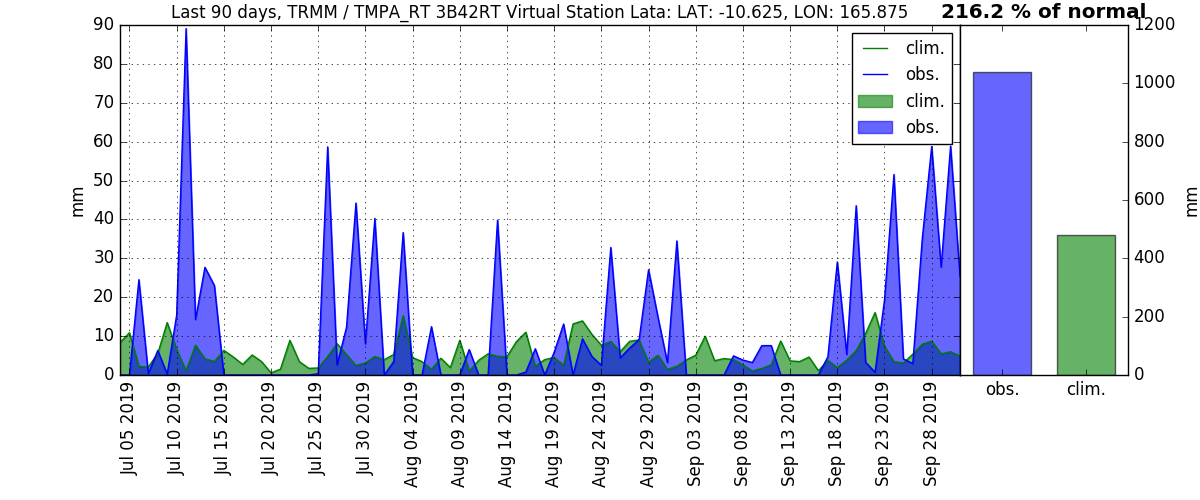 Last 90 days, TRMM / TMPA_RT 3B42RT Virtual Station Lata: LAT: -10.625, LON: 165.875
216.2 % of normal
mm
90
80
70
60
50
40
30
20
10
0
clim.
obs.
clim.
obs.
Jul 05 2019
Jul 10 2019
Jul 15 2019
Jul 20 2019
Jul 25 2019
Jul 30 2019
Aug 04 2019
Aug 09 2019
Aug 14 2019
Aug 19 2019
Aug 24 2019
Aug 29 2019
Sep 03 2019
Sep 08 2019
Sep 13 2019
Sep 18 2019
Sep 23 2019
Sep 28 2019
1200
1000
800
600
400
200
0
mm
obs.
clim.